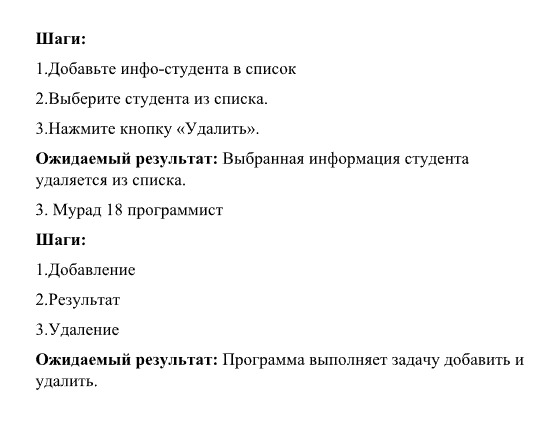 Шаги:
1.Добавьте инфо-студента в список
2.Выберите студента из списка.
3.Нажмите кнопку «Удалить».
Ожидаемый результат: Выбранная информация студента
удаляется из списка.
3. Мурад 18 программист
Шаги:
1.Добавление
2.Результат
3.Удаление
Ожидаемый результат: Программа выполняет задачу добавить и
удалить.